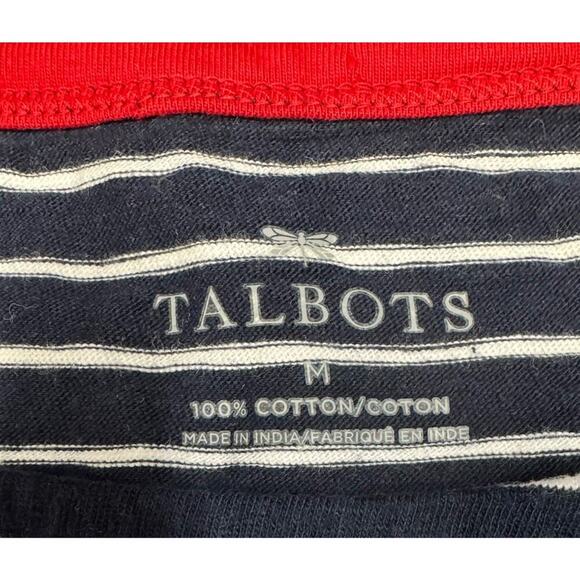 TALBOTS
M
100% COTTON/COTON
MADE IN INDIA/FABRIQUÉ EN INDE